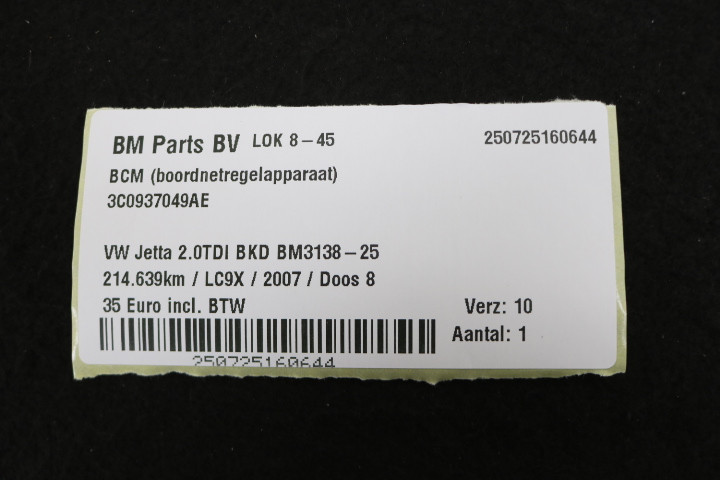 BM Parts BV LOK 8-45 250725160644
BCM (boordnetregelapparaat)
3C0937049AE
VW Jetta 2.0TDI BKD BM3138-25
214.639km / LC9X / 2007 / Doos 8
35 Euro incl. BTW Verz: 10
Aantal: 1
250725160644